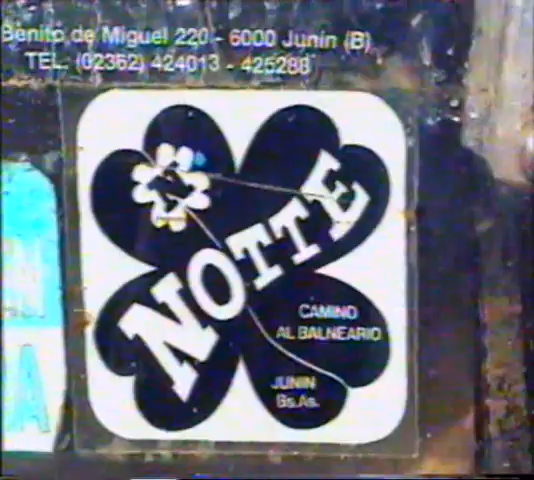 Benito de Miguel 220 - 6000 Junín (B)
TEL. (02362) 424013 - 425288
N
NOTTE
CAMINO
AL BALNEARIO
JUNIN
Bs.As.
N
A